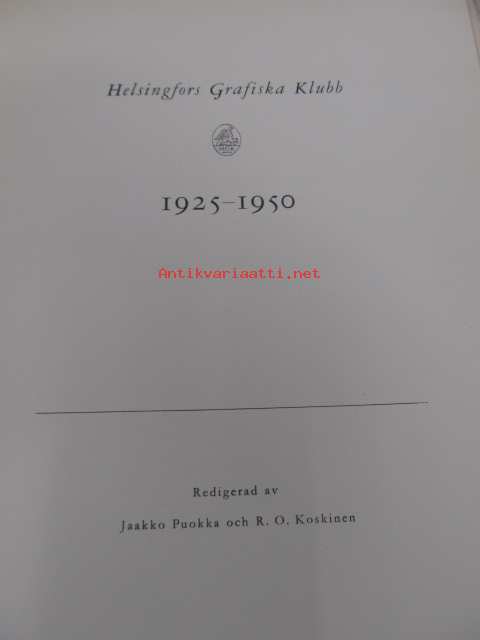 Helsingfors Grafiska Klubb
1925–1950
Antikvariaatti.net
Redigerad av
Jaakko Puokka och R. O. Koskinen